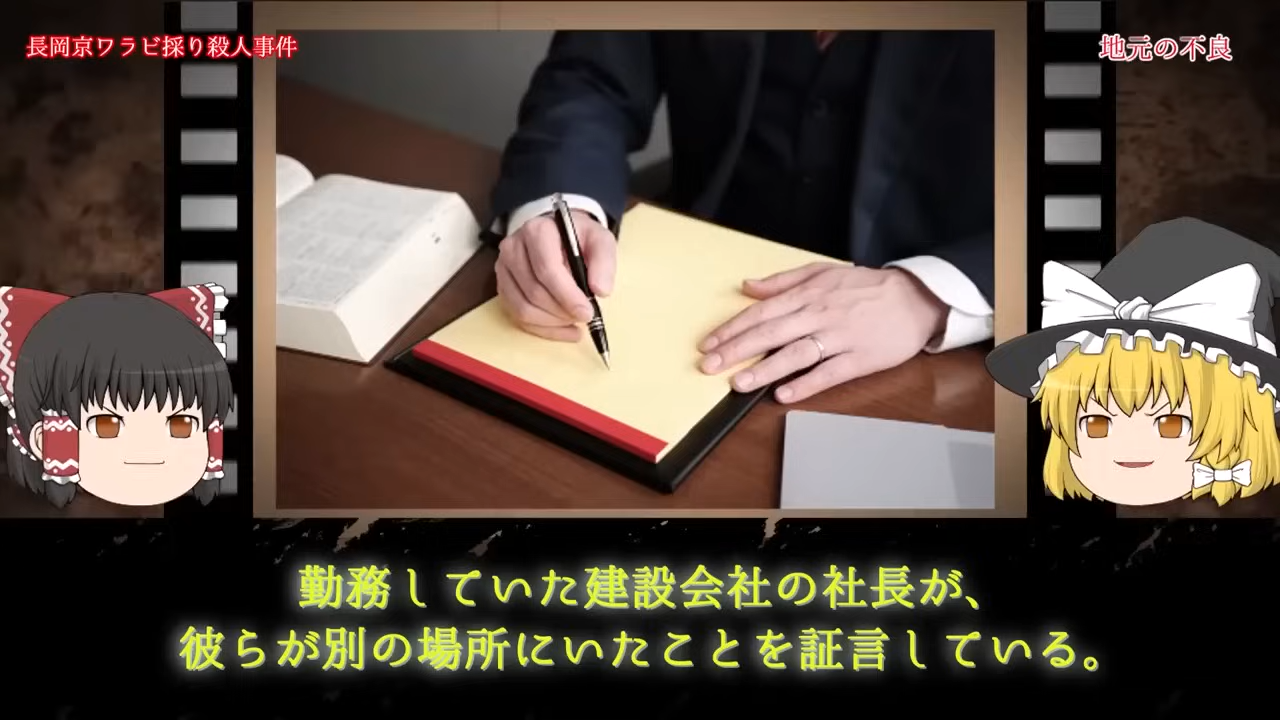 長岡京ワラビ採り殺人事件
地元の不良
勤務していた建設会社の社長が、
彼らが別の場所にいたことを証言している。